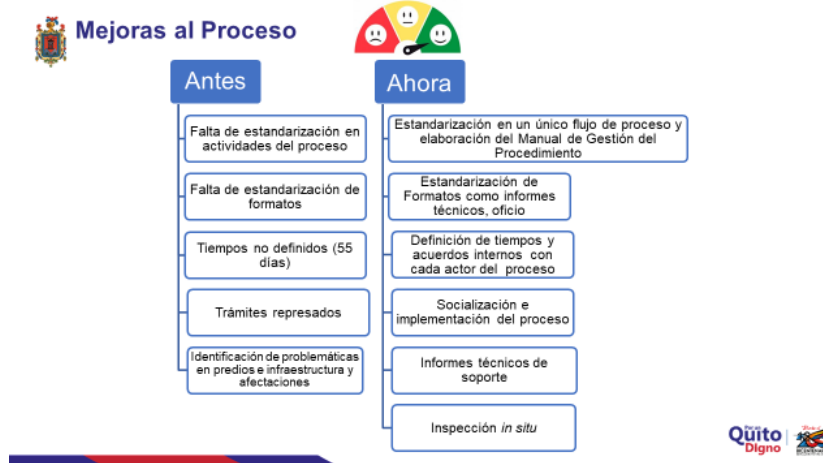 Mejoras al Proceso
Antes
Falta de estandarización en
actividades del proceso
Falta de estandarización de
formatos
Tiempos no definidos (55
días)
Trámites represados
Identificación de problemáticas
en predios e infraestructura y
afectaciones
Ahora
Estandarización en un único flujo de proceso y
elaboración del Manual de Gestión del
Procedimiento
Estandarización de
Formatos como informes
técnicos, oficio
Definición de tiempos y
acuerdos internos con
cada actor del proceso
Socialización e
implementación del proceso
Informes técnicos de
soporte
Inspección in situ
Quito
Digno